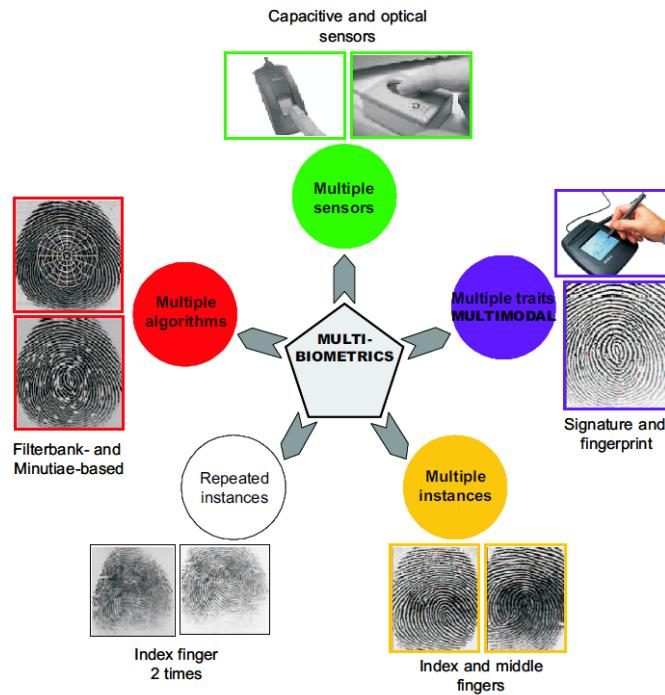 Capacitive and optical
sensors
Multiple
sensors
Multiple
algorithms
Multiple traits
MULTIMODAL
MULTI-
BIOMETRICS
Filterbank- and
Minutiae-based
Signature and
fingerprint
Repeated
instances
Multiple
instances
Index finger
2 times
Index and middle
fingers